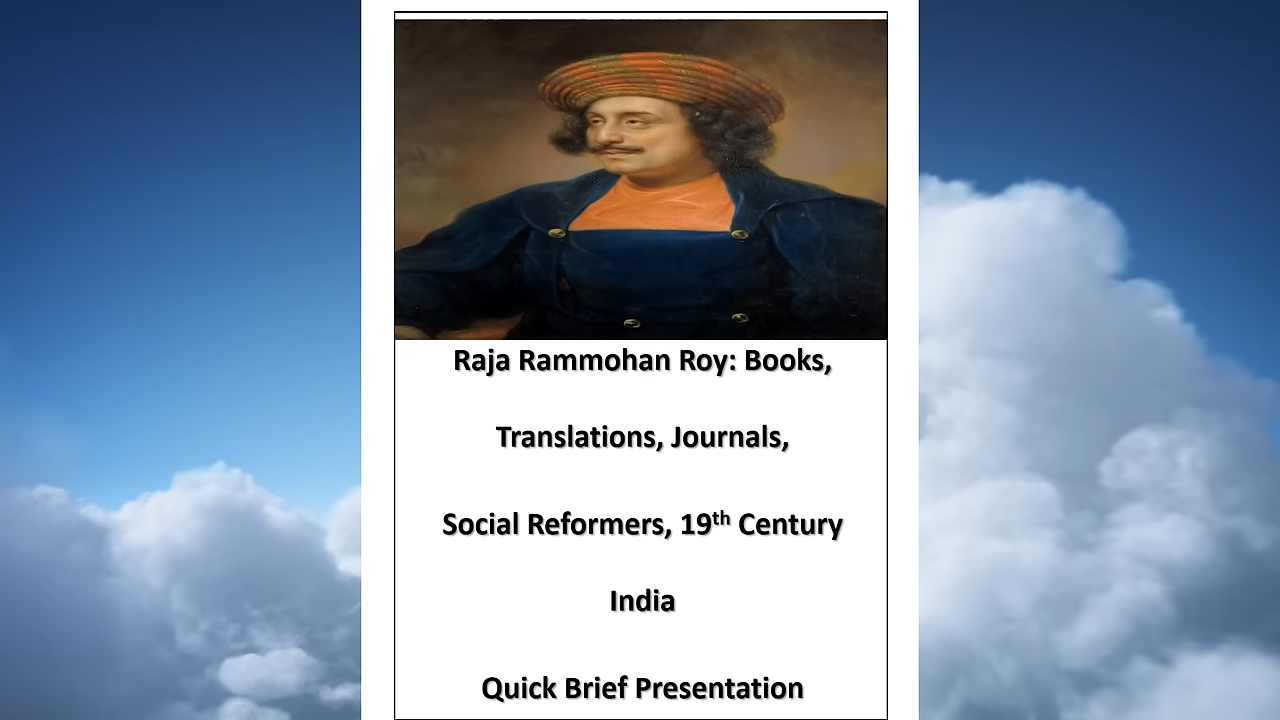 Raja Rammohan Roy: Books,
Translations, Journals,
Social Reformers, 19th Century
India
Quick Brief Presentation